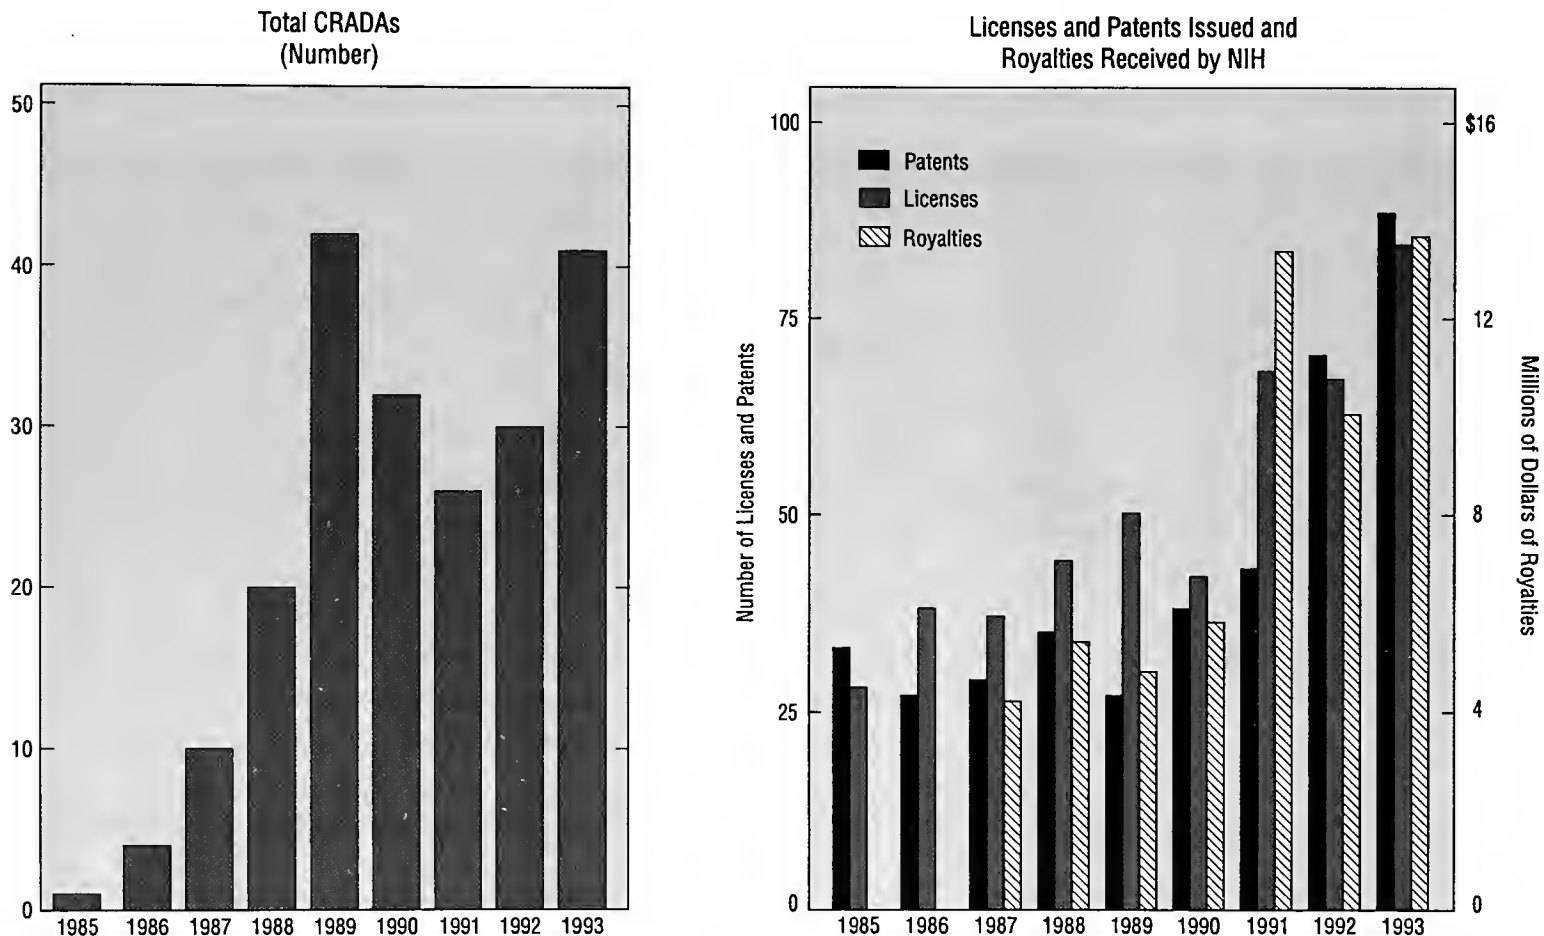 Total CRADAs
(Number)
50
40
30
20
10
0
1985 1986 1987 1988 1989 1990 1991 1992 1993
Licenses and Patents Issued and
Royalties Received by NIH
Number of Licenses and Patents
100
75
50
25
0
Patents
Licenses
Royalties
$16
12
8
4
0
Millions of Dollars of Royalties
1985 1986 1987 1988 1989 1990 1991 1992 1993